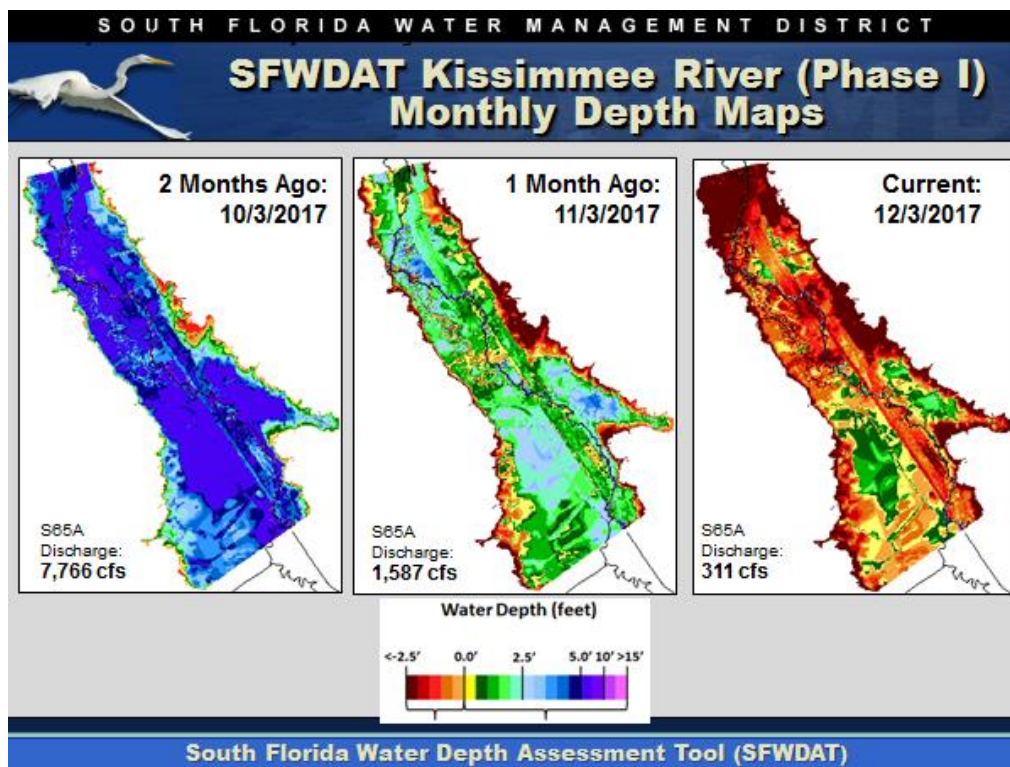 SOUTH FLORIDA WATER MANAGEMENT DISTRICT
SFWDAT Kissimmee River (Phase I)
Monthly Depth Maps
2 Months Ago:
10/3/2017
S65A
Discharge:
7,766 cfs
1 Month Ago:
11/3/2017
S65A
Discharge:
1,587 cfs
Current:
12/3/2017
S65A
Discharge:
311 cfs
Water Depth (feet)
<-2.5' 0.0' 2.5' 5.0' 10' >15'
South Florida Water Depth Assessment Tool (SFWDAT)